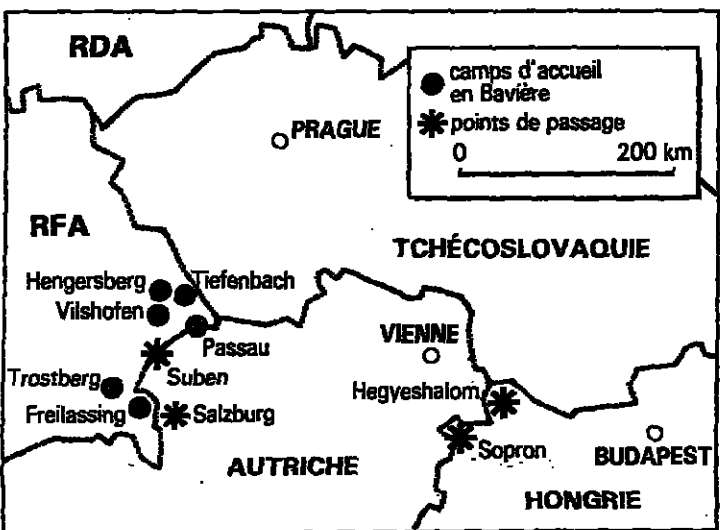 RDA
camps d'accueil
en Bavière
points de passage
0 200 km
PRAGUE
RFA
TCHÉCOSLOVAQUIE
Hengersberg
Tiefenbach
Vilshofen
Passau
VIENNE
Suben
Trostberg
Hegyeshalom
Freilassing
Salzburg
Sopron
BUDAPEST
AUTRICHE
HONGRIE